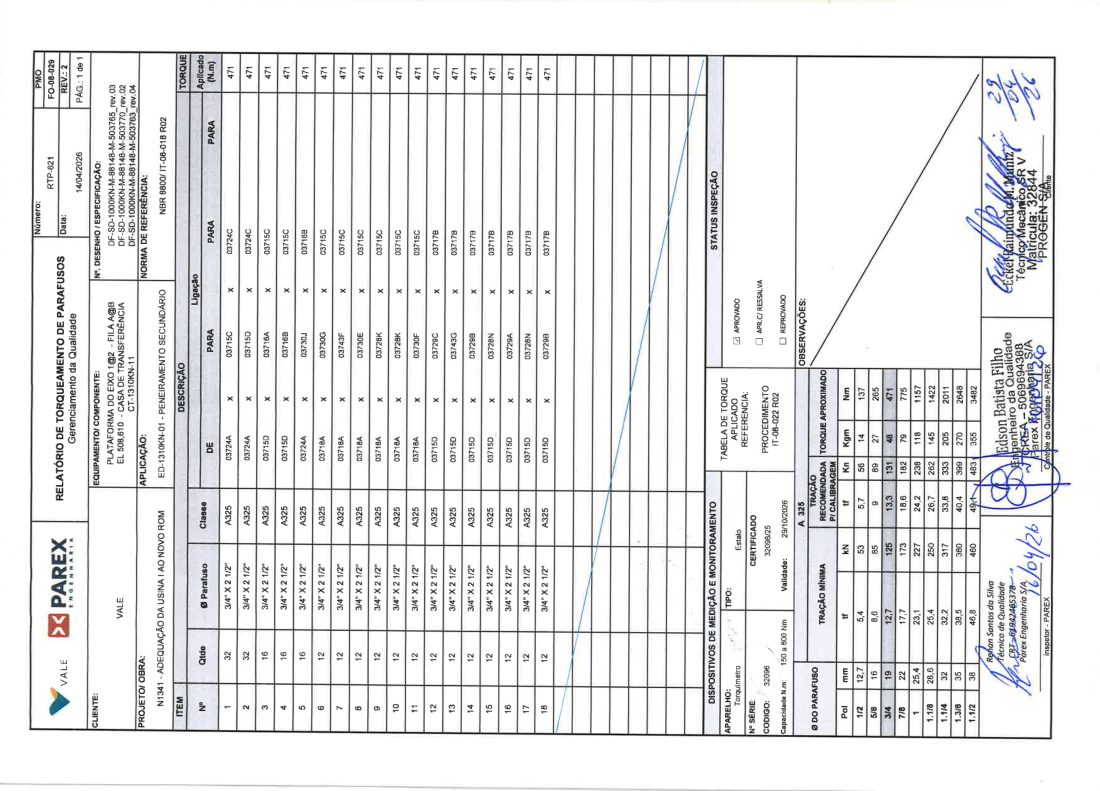 VALE
PAREX
ENGENHARIA
RELATÓRIO DE TORQUEAMENTO DE PARAFUSOS
Gerenciamento da Qualidade
Número:
RTP-621
PMO
FO-08-029
REV.: 2
Data:
14/04/2026
PÁG.: 1 de 1
CLIENTE:
VALE
EQUIPAMENTO/ COMPONENTE:
PLATAFORMA DO EIXO 1@2 - FILA A@B
EL 508,610 - CASA DE TRANSFERÊNCIA
CT-1310KN-11
Nº. DESENHO / ESPECIFICAÇÃO:
DF-SD-1000KN-M-88148-M-503765_rev.03
DF-SD-1000KN-M-88148-M-503770_rev.02
DF-SD-1000KN-M-88148-M-503763_rev.04
PROJETO/ OBRA:
N1341 - ADEQUAÇÃO DA USINA I AO NOVO ROM
APLICAÇÃO:
ED-1310KN-01 - PENEIRAMENTO SECUNDÁRIO
NORMA DE REFERÊNCIA:
NBR 8800/ IT-08-018 R02
ITEM DESCRIÇÃO TORQUE
Nº Qtde Ø Parafuso Classe Ligação Aplicado (N.m)
DE PARA PARA PARA
1 32 3/4" X 2 1/2" A325 03724A X 03715C X 03724C 471
2 32 3/4" X 2 1/2" A325 03724A X 03715D X 03724C 471
3 16 3/4" X 2 1/2" A325 03715D X 03716A X 03715C 471
4 16 3/4" X 2 1/2" A325 03715D X 03716B X 03715C 471
5 16 3/4" X 2 1/2" A325 03724A X 03730J X 03716B 471
6 12 3/4" X 2 1/2" A325 03718A X 03730G X 03715C 471
7 12 3/4" X 2 1/2" A325 03718A X 03743F X 03715C 471
8 12 3/4" X 2 1/2" A325 03718A X 03730E X 03715C 471
9 12 3/4" X 2 1/2" A325 03718A X 03728K X 03715C 471
10 12 3/4" X 2 1/2" A325 03718A X 03728K X 03715C 471
11 12 3/4" X 2 1/2" A325 03718A X 03730F X 03715C 471
12 12 3/4" X 2 1/2" A325 03715D X 03729C X 03717B 471
13 12 3/4" X 2 1/2" A325 03715D X 03743G X 03717B 471
14 12 3/4" X 2 1/2" A325 03715D X 03729B X 03717B 471
15 12 3/4" X 2 1/2" A325 03715D X 03728N X 03717B 471
16 12 3/4" X 2 1/2" A325 03715D X 03729A X 03717B 471
17 12 3/4" X 2 1/2" A325 03715D X 03728N X 03717B 471
18 12 3/4" X 2 1/2" A325 03715D X 03729B X 03717B 471
DISPOSITIVOS DE MEDIÇÃO E MONITORAMENTO
APARELHO:
Torquímetro
TIPO:
Estalo
Nº SÉRIE
CODIGO: 32096
CERTIFICADO
32096/25
Capacidade N.m: 150 a 800 Nm
Validade: 29/10/2026
TABELA DE TORQUE
APLICADO
REFERENCIA:
PROCEDIMENTO
IT-08-022 R02
STATUS INSPEÇÃO
☑ APROVADO
☐ APR.C/ RESSALVA
☐ REPROVADO
A 325
Ø DO PARAFUSO TRAÇÃO MÍNIMA TRAÇÃO RECOMENDADA P/ CALIBRAGEM TORQUE APROXIMADO
Pol mm tf kN tf Kn Kgm Nm
1/2 12,7 5,4 53 5,7 56 14 137
5/8 16 8,6 85 9 89 27 265
3/4 19 12,7 125 13,3 131 48 471
7/8 22 17,7 173 18,6 182 79 775
1 25,4 23,1 227 24,2 238 118 1157
1.1/8 28,6 25,4 250 26,7 262 145 1422
1.1/4 32 32,2 317 33,8 333 205 2011
1.3/8 35 38,5 380 40,4 399 270 2648
1.1/2 38 46,8 460 49,1 483 355 3482
OBSERVAÇÕES:
Renan Santos da Silva
Técnico de Qualidade
Parex Engenharia S/A
16/04/26
Inspetor - PAREX
Edson Batista Filho
Engenheiro da Qualidade
CREA - 5069694388
Parex Engenharia S/A
Controle de Qualidade - PAREX
Eckel Raimundo M. Muniz
Técnico Mecânico SR V
Matrícula: 32844
PROGEN S/A
Cliente
29/04/26